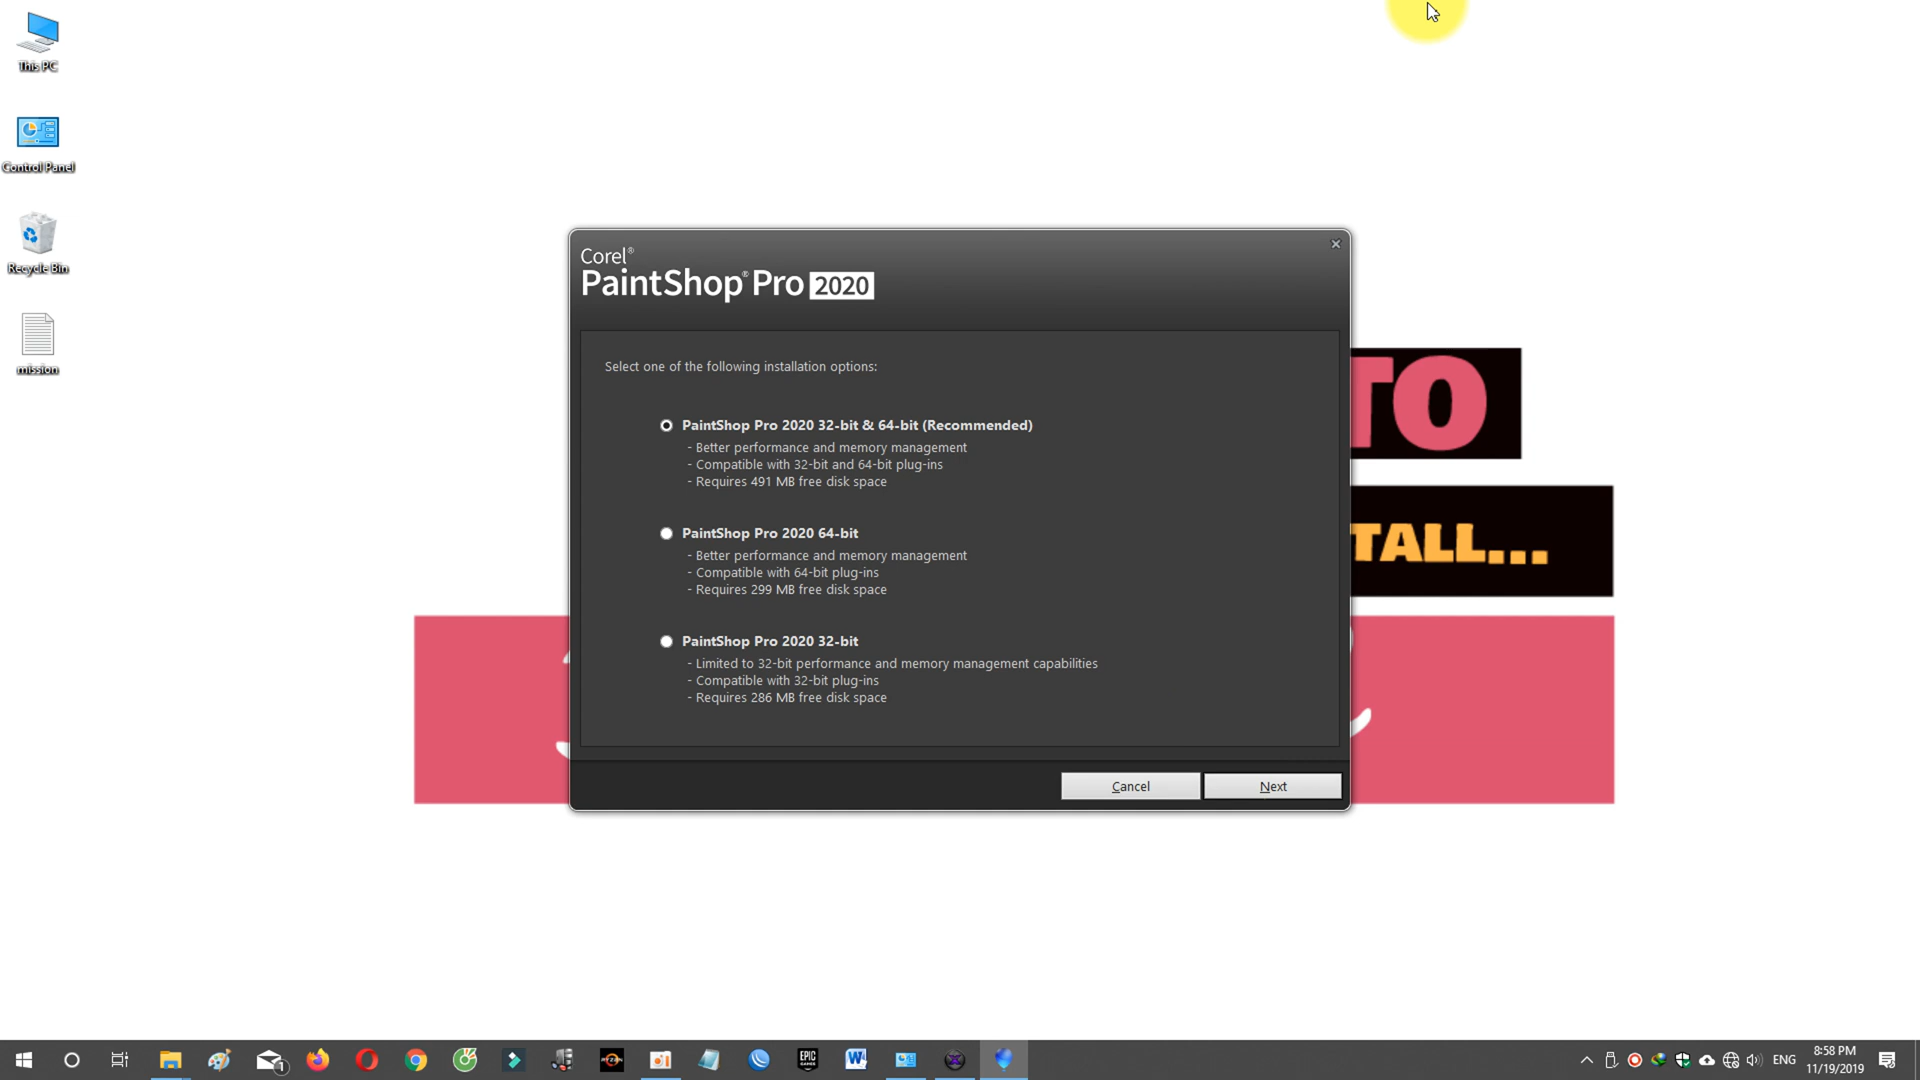 This PC
Control Panel
Recycle Bin
mission
Corel®
PaintShop® Pro 2020
Select one of the following installation options:
PaintShop Pro 2020 32-bit & 64-bit (Recommended)
- Better performance and memory management
- Compatible with 32-bit and 64-bit plug-ins
- Requires 491 MB free disk space
PaintShop Pro 2020 64-bit
- Better performance and memory management
- Compatible with 64-bit plug-ins
- Requires 299 MB free disk space
PaintShop Pro 2020 32-bit
- Limited to 32-bit performance and memory management capabilities
- Compatible with 32-bit plug-ins
- Requires 286 MB free disk space
Cancel
Next
TO
TALL...
1
RYZEN
EPIC
GAMES
W
ENG
8:58 PM
11/19/2019